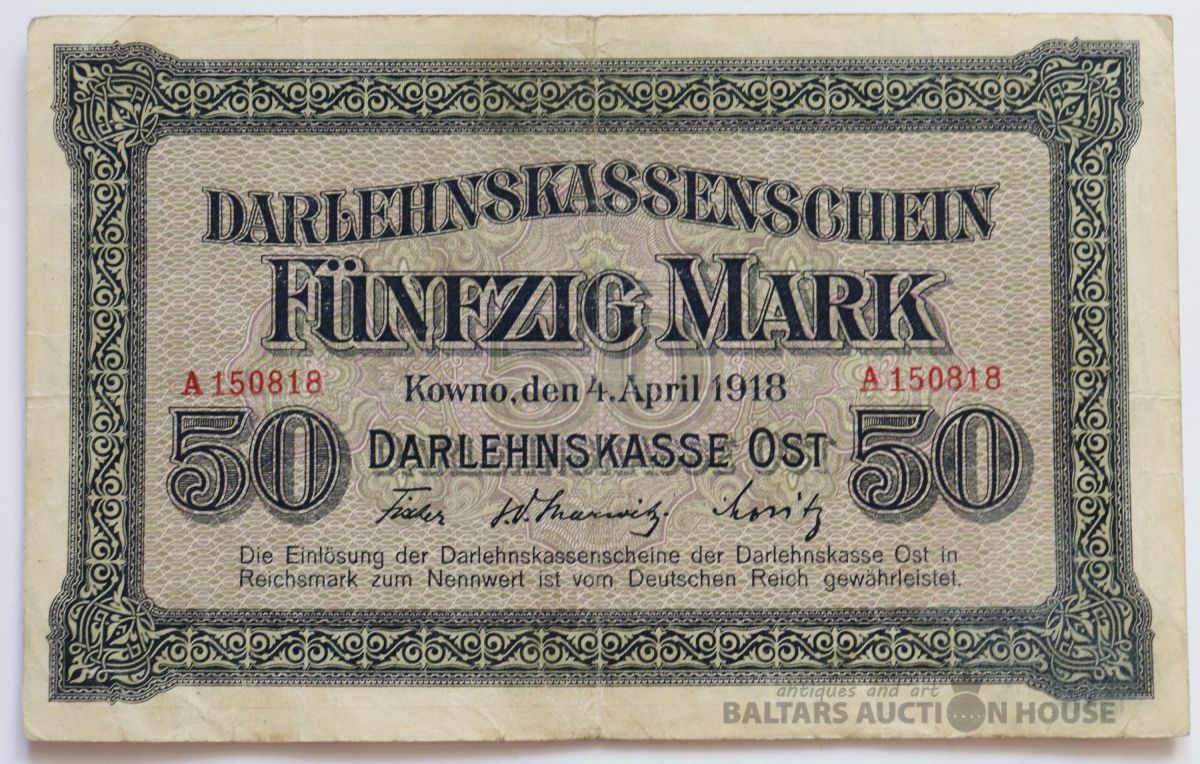 DARLEHNSKASSENSCHEIN
FÜNFZIG MARK
A 150818 Kowno, den 4. April 1918 A 150818
50 DARLEHNSKASSE OST 50
Die Einlösung der Darlehnskassenscheine der Darlehnskasse Ost in
Reichsmark zum Nennwert ist vom Deutschen Reich gewährleistet.
antiques and art
BALTARS AUCTION HOUSE